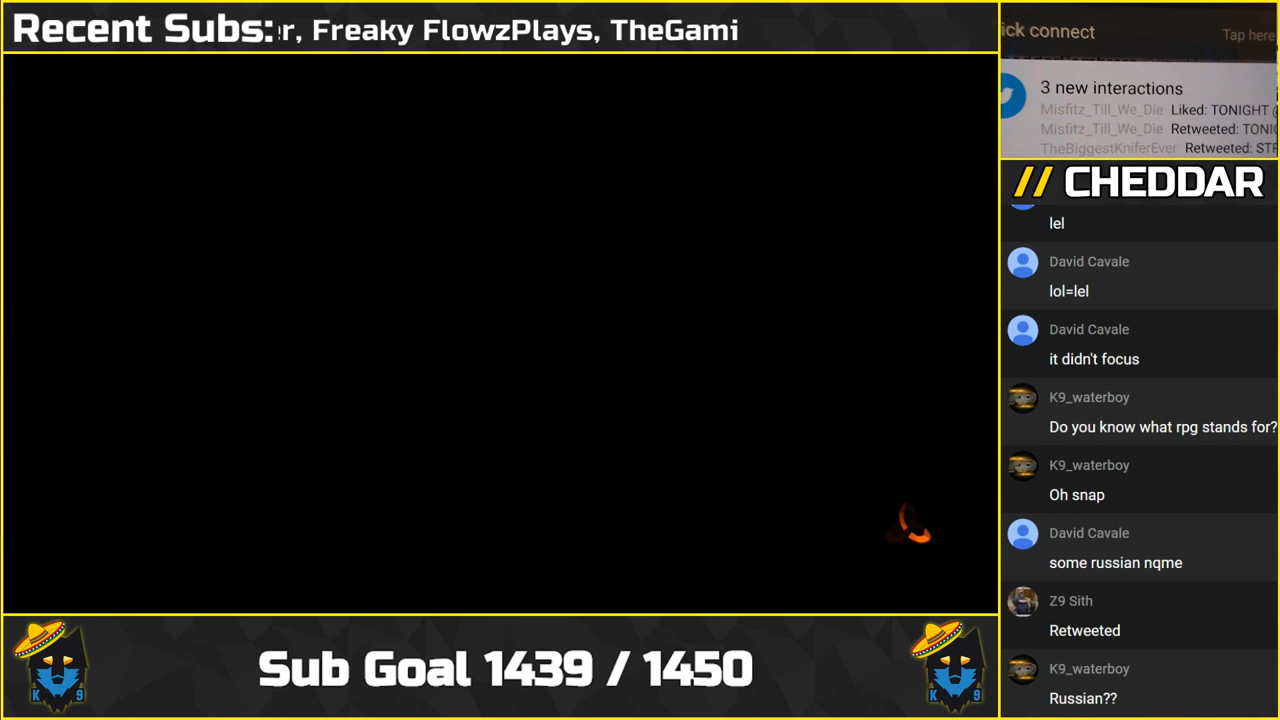 Recent Subs:
r, Freaky FlowzPlays, TheGami
ick connect
Tap here
3 new interactions
Misfitz_Till_We_Die Liked: TONIGHT
Misfitz_Till_We_Die Retweeted: TONI
TheBiggestKniferEver Retweeted: STR
// CHEDDAR
lel
David Cavale
lol=lel
David Cavale
it didn't focus
K9_waterboy
Do you know what rpg stands for?
K9_waterboy
Oh snap
David Cavale
some russian nqme
Z9 Sith
Retweeted
K9_waterboy
Russian??
K 9
Sub Goal 1439 / 1450
K 9